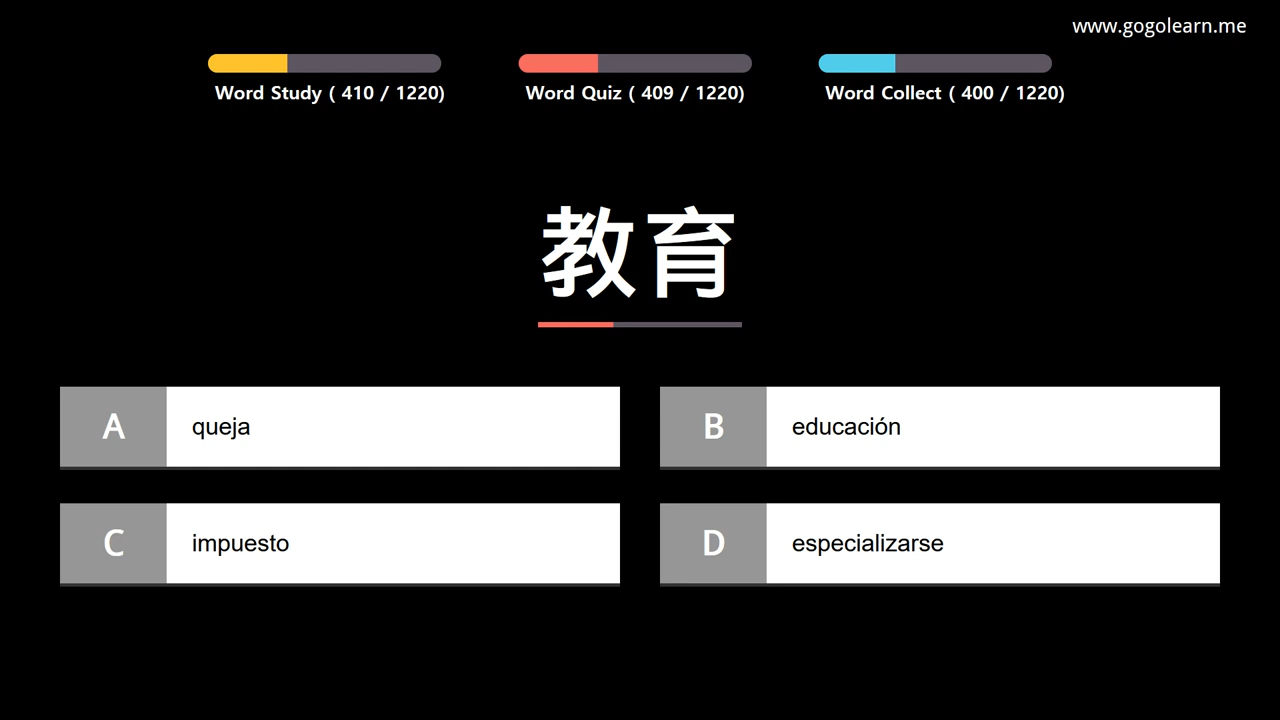 www.gogolearn.me
Word Study ( 410 / 1220)
Word Quiz ( 409 / 1220)
Word Collect ( 400 / 1220)
教育
A queja
B educación
C impuesto
D especializarse